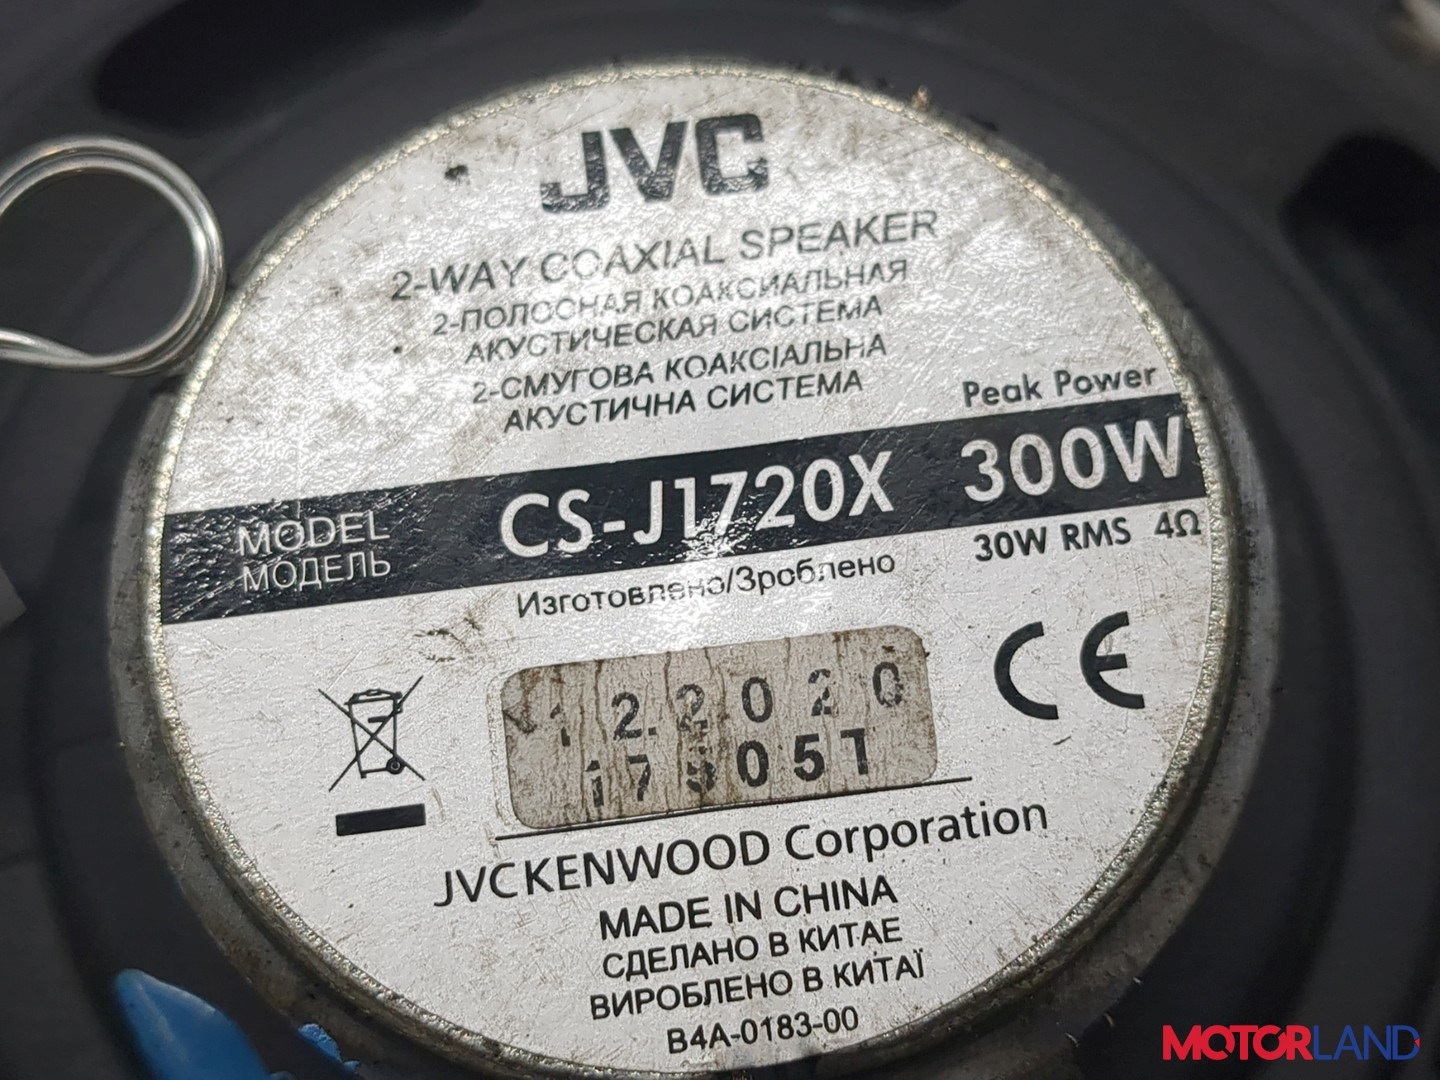 JVC
2-WAY COAXIAL SPEAKER
2-ПОЛОСНАЯ КОАКСИАЛЬНАЯ
АКУСТИЧЕСКАЯ СИСТЕМА
2-СМУГОВА КОАКСІАЛЬНА
АКУСТИЧНА СИСТЕМА
Peak Power
MODEL
МОДЕЛЬ
CS-J1720X 300W
30W RMS 4Ω
Изготовлено/Зроблено
CE
12.2020
JVCKENWOOD Corporation
MADE IN CHINA
СДЕЛАНО В КИТАЕ
ВИРОБЛЕНО В КИТАЇ
B4A-0183-00
MOTORLAND